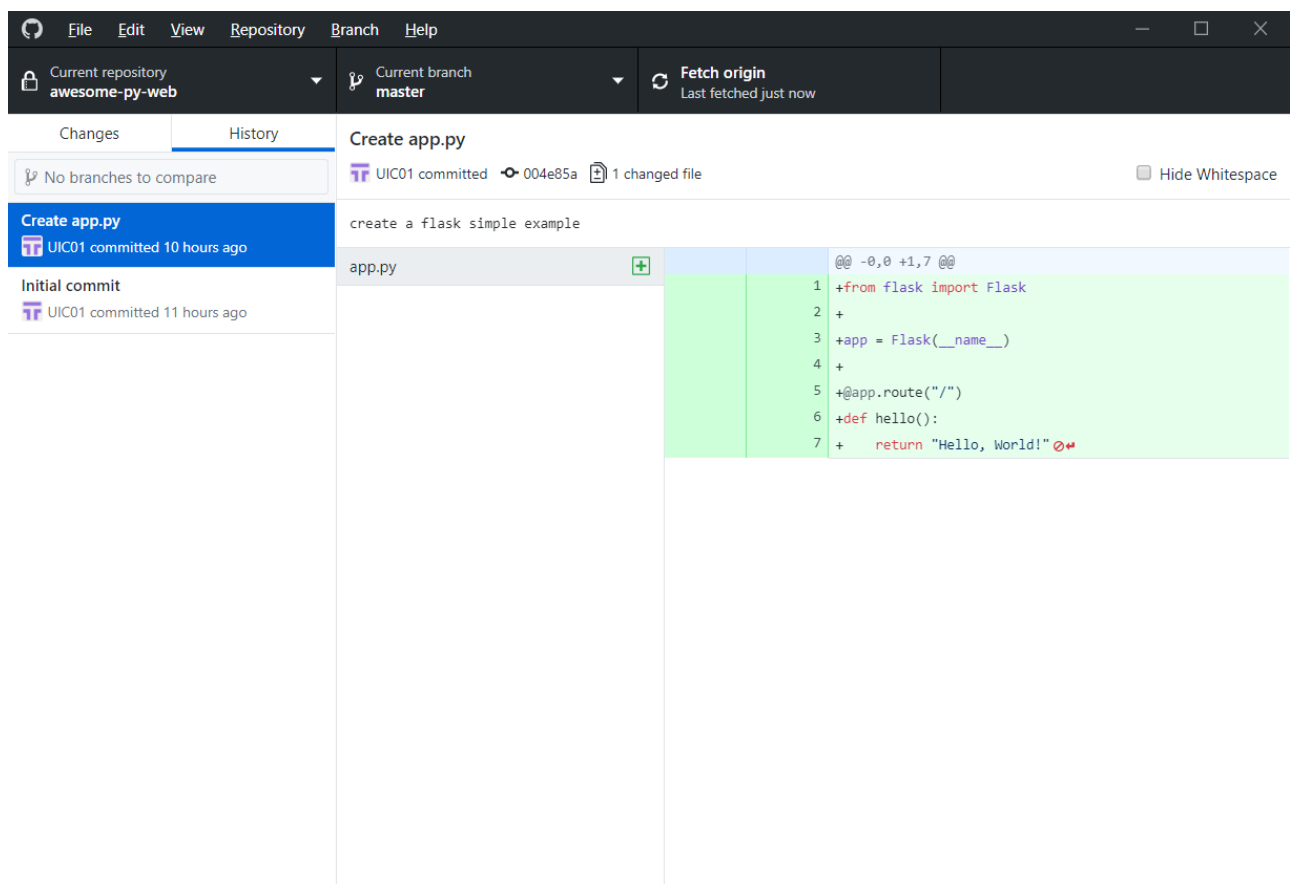 File Edit View Repository Branch Help
Current repository
awesome-py-web
Current branch
master
Fetch origin
Last fetched just now
Changes History
No branches to compare
Create app.py
UIC01 committed 10 hours ago
Initial commit
UIC01 committed 11 hours ago
Create app.py
UIC01 committed 004e85a 1 changed file
Hide Whitespace
create a flask simple example
app.py
@@ -0,0 +1,7 @@
1 +from flask import Flask
2 +
3 +app = Flask(__name__)
4 +
5 +@app.route("/")
6 +def hello():
7 +    return "Hello, World!"